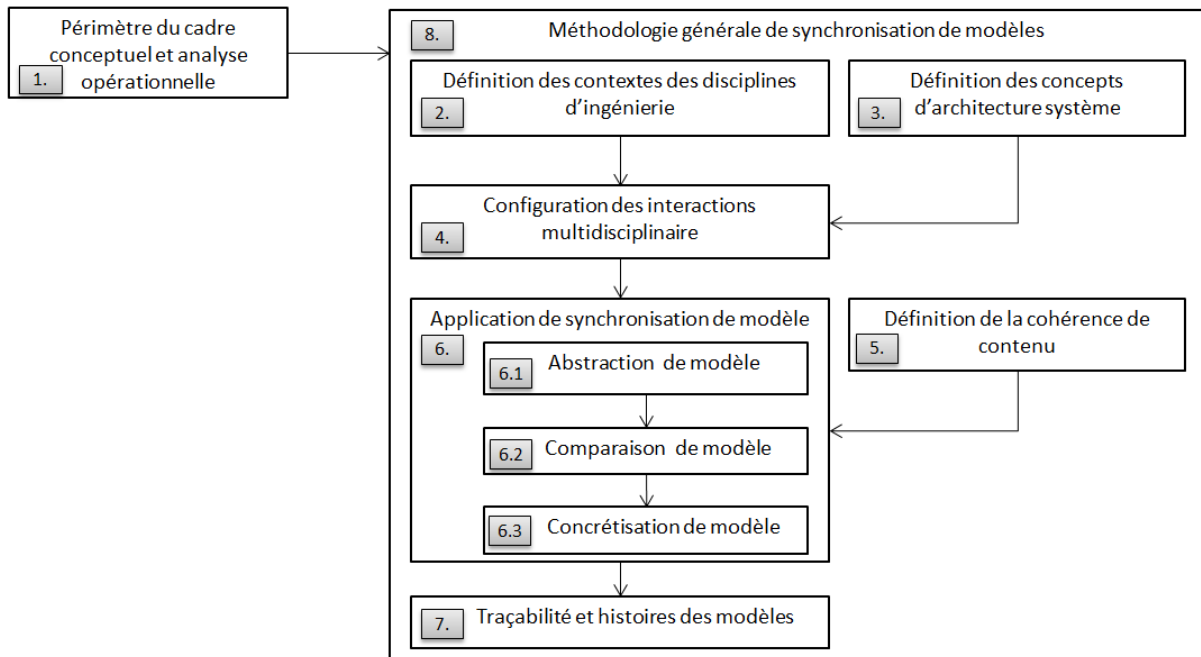 Périmètre du cadre
conceptuel et analyse
1. opérationnelle
8. Méthodologie générale de synchronisation de modèles
Définition des contextes des disciplines
d'ingénierie
2.
Définition des concepts
d'architecture système
3.
Configuration des interactions
multidisciplinaire
4.
Application de synchronisation de modèle
6.
6.1 Abstraction de modèle
6.2 Comparaison de modèle
6.3 Concrétisation de modèle
Définition de la cohérence de
contenu
5.
7. Traçabilité et histoires des modèles